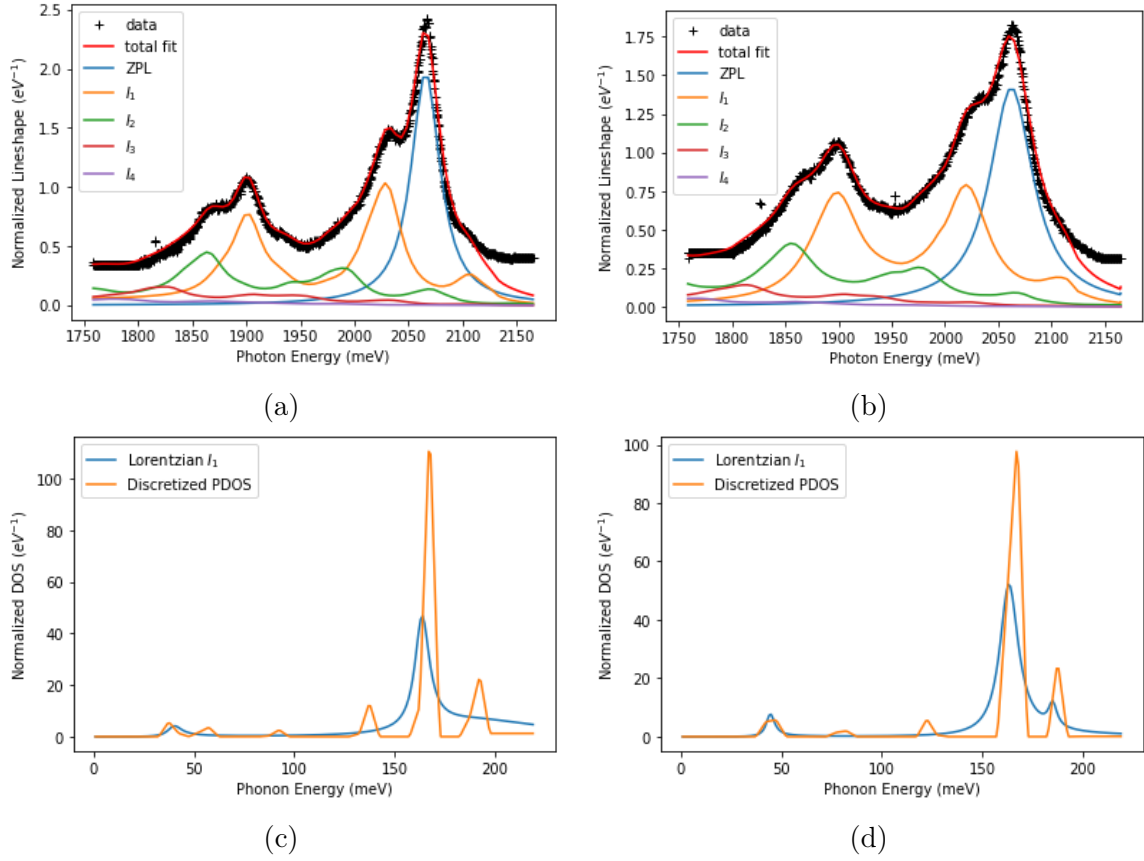 2.5
2.0
1.5
1.0
0.5
0.0
Normalized Lineshape (eV⁻¹)
data
total fit
ZPL
I₁
I₂
I₃
I₄
1750 1800 1850 1900 1950 2000 2050 2100 2150
Photon Energy (meV)
(a)
1.75
1.50
1.25
1.00
0.75
0.50
0.25
0.00
Normalized Lineshape (eV⁻¹)
data
total fit
ZPL
I₁
I₂
I₃
I₄
1750 1800 1850 1900 1950 2000 2050 2100 2150
Photon Energy (meV)
(b)
100
80
60
40
20
0
Normalized DOS (eV⁻¹)
Lorentzian I₁
Discretized PDOS
0 50 100 150 200
Phonon Energy (meV)
(c)
100
80
60
40
20
0
Normalized DOS (eV⁻¹)
Lorentzian I₁
Discretized PDOS
0 50 100 150 200
Phonon Energy (meV)
(d)